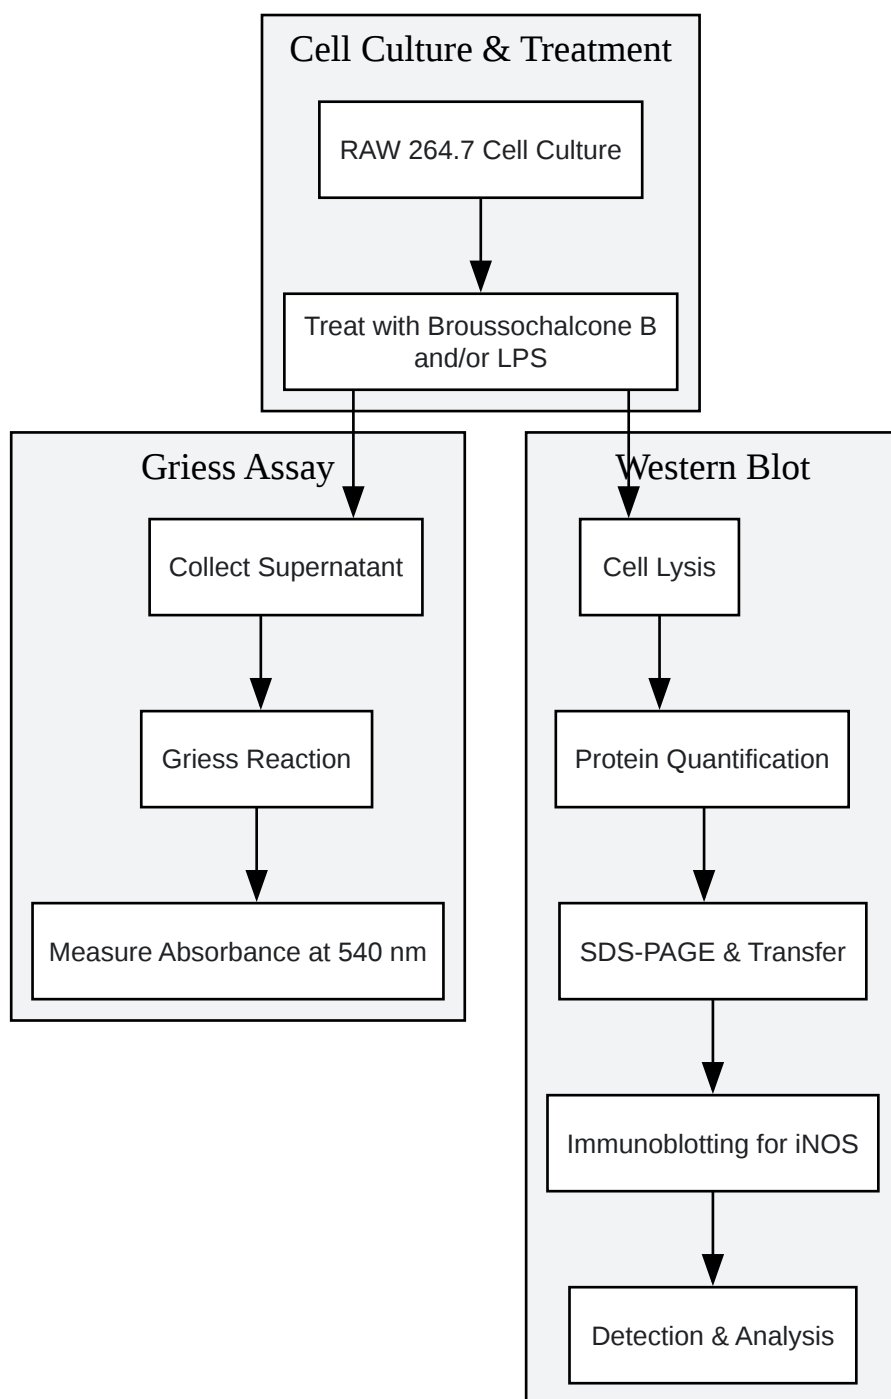 Cell Culture & Treatment
RAW 264.7 Cell Culture
Treat with Broussochalcone B
and/or LPS
Griess Assay
Collect Supernatant
Griess Reaction
Measure Absorbance at 540 nm
Western Blot
Cell Lysis
Protein Quantification
SDS-PAGE & Transfer
Immunoblotting for iNOS
Detection & Analysis